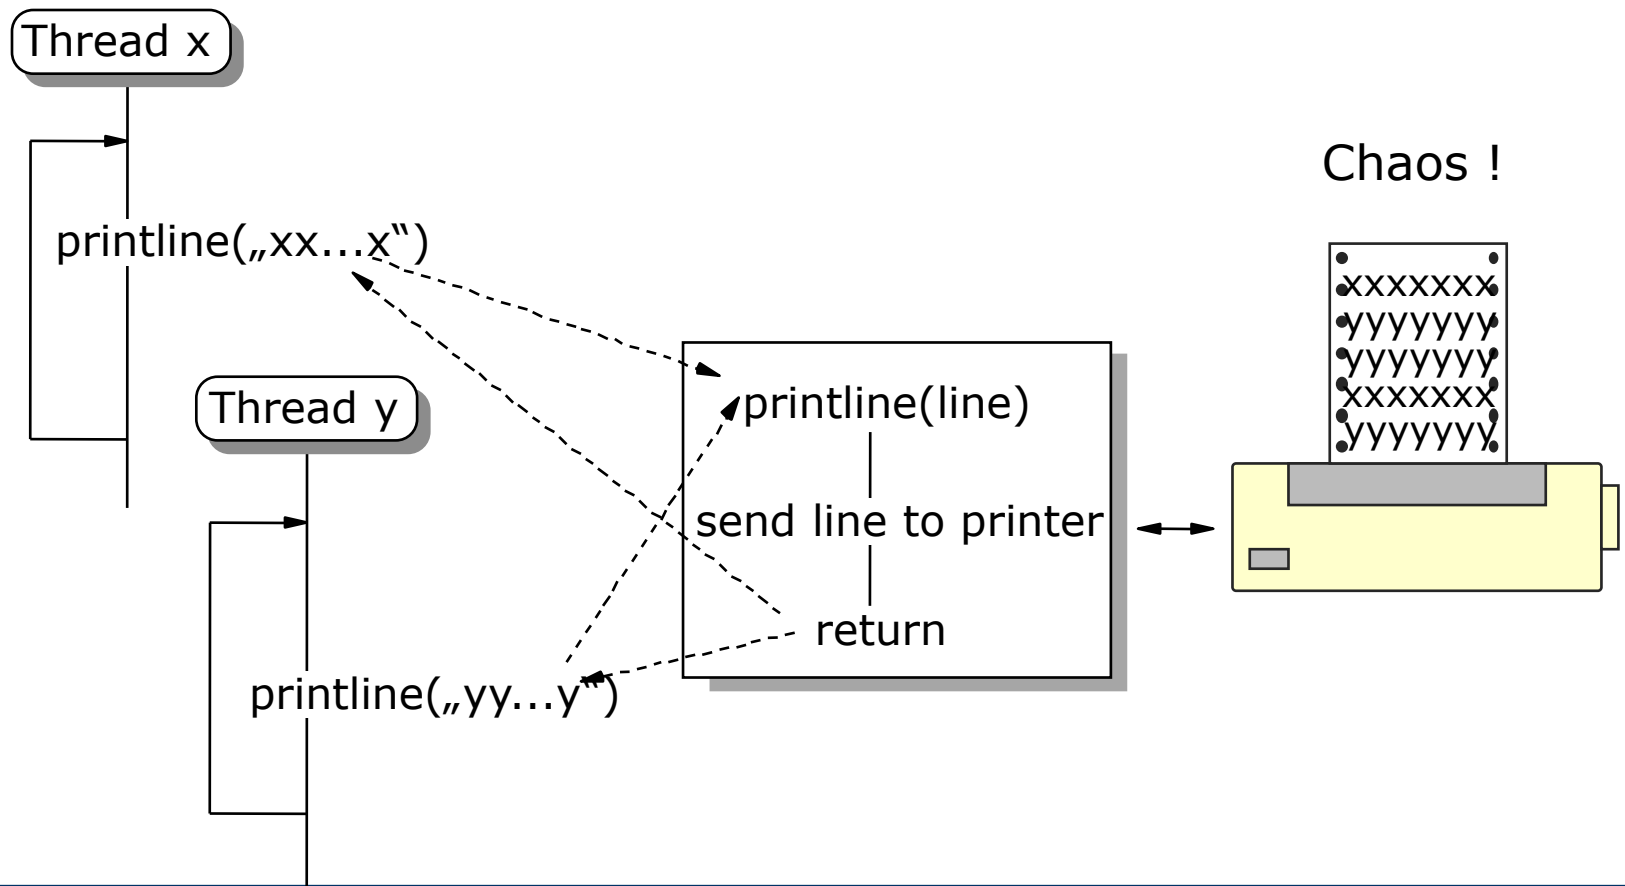 Thread x
Chaos !
printline(„xx...x“)
xxxxxxx
yyyyyyy
yyyyyyy
xxxxxxx
yyyyyyy
Thread y
printline(line)
send line to printer
return
printline(„yy...y“)